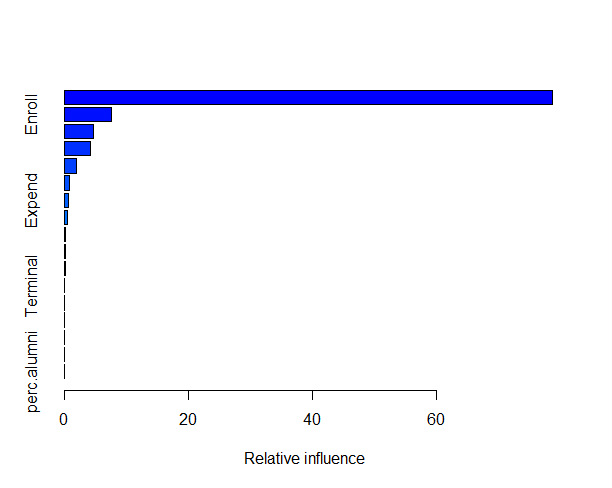 Enroll
Expend
Terminal
perc.alumni
0 20 40 60
Relative influence